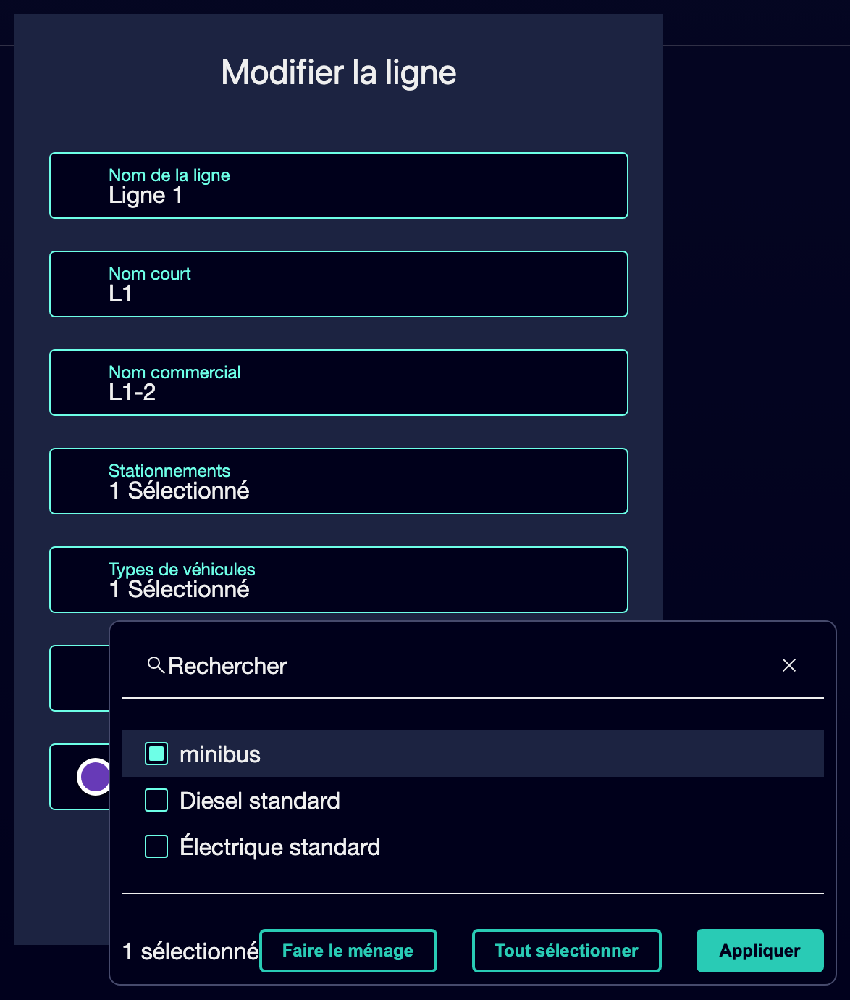 Modifier la ligne
Nom de la ligne
Ligne 1
Nom court
L1
Nom commercial
L1-2
Stationnements
1 Sélectionné
Types de véhicules
1 Sélectionné
Rechercher
minibus
Diesel standard
Électrique standard
1 sélectionné Faire le ménage Tout sélectionner Appliquer